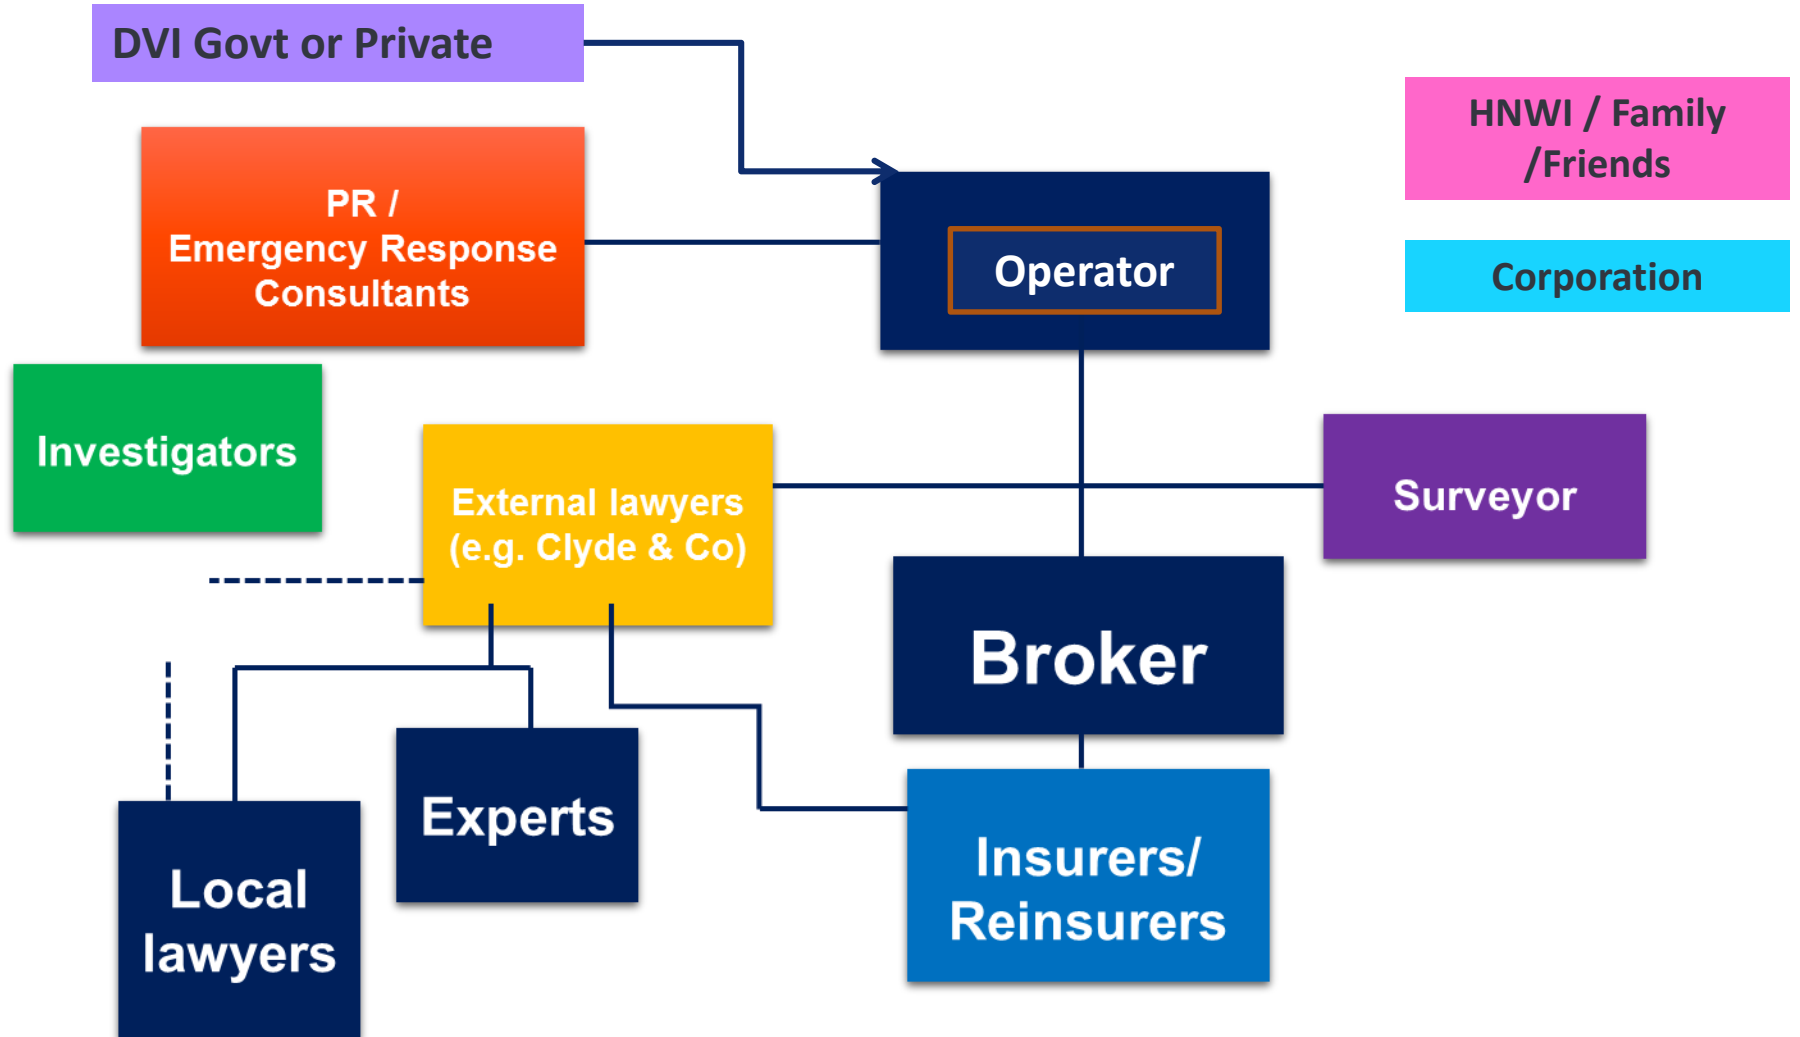 DVI Govt or Private
HNWI / Family
/Friends
PR /
Emergency Response
Consultants
Operator
Corporation
Investigators
External lawyers
(e.g. Clyde & Co)
Surveyor
Broker
Experts
Local
lawyers
Insurers/
Reinsurers